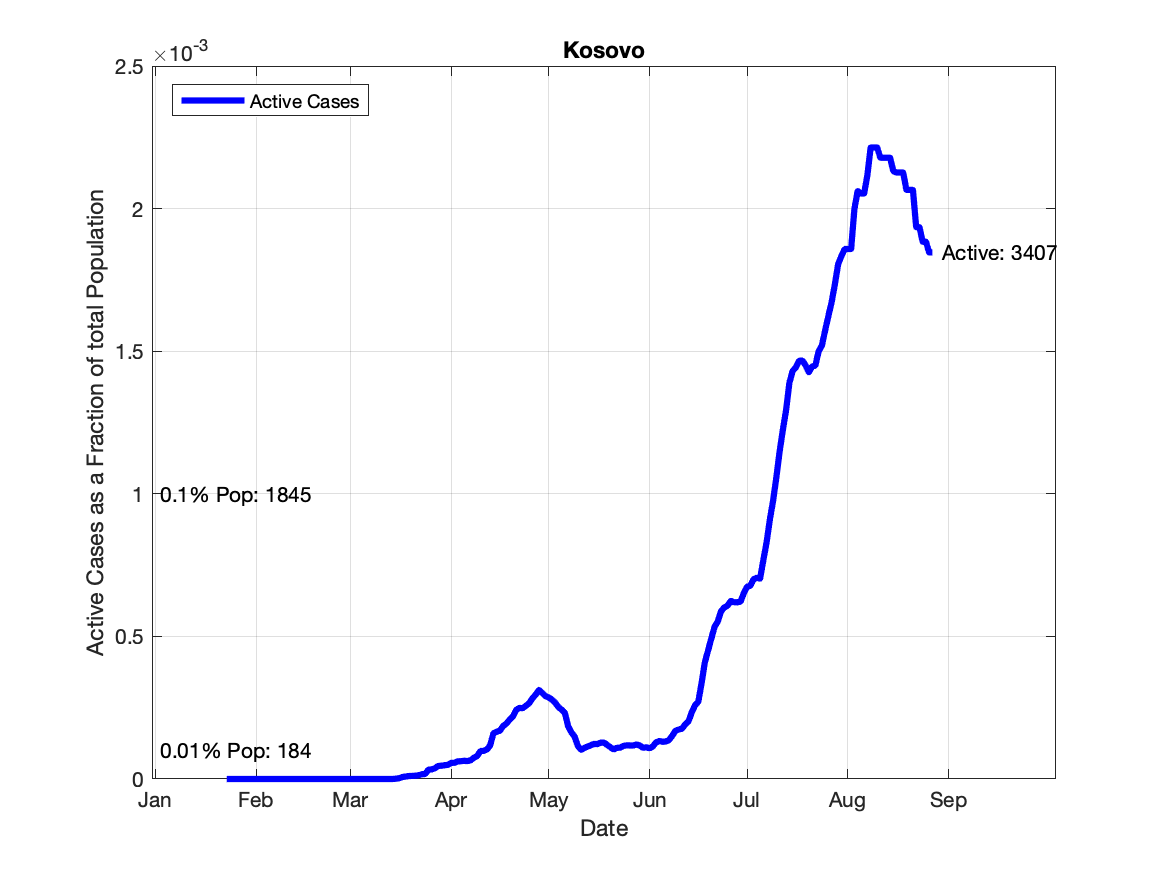 Kosovo
×10-3
2.5
2
1.5
1
0.5
0
Active Cases as a Fraction of total Population
Active Cases
Active: 3407
0.1% Pop: 1845
0.01% Pop: 184
Jan Feb Mar Apr May Jun Jul Aug Sep
Date